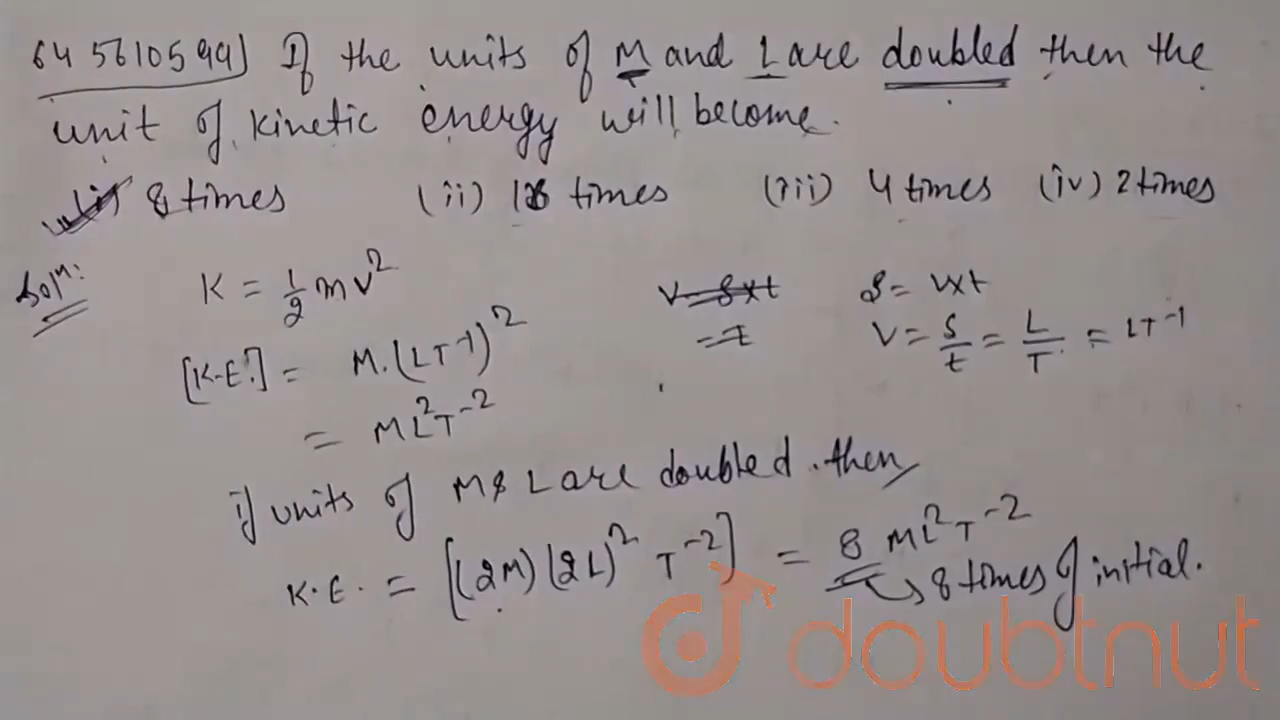 645610599] If the units of M and L are doubled then the
unit of kinetic energy will become.
(i) 8 times (ii) 16 times (iii) 4 times (iv) 2 times
Solⁿ: K = 1/2 mv² S = v×t
[K.E.] = M.(LT⁻¹)² V = S/t = L/T = LT⁻¹
= ML²T⁻²
if units of M & L are doubled then,
K.E. = [(2M)(2L)² T⁻²] = 8 ML²T⁻²
8 times of initial.
doubtnut